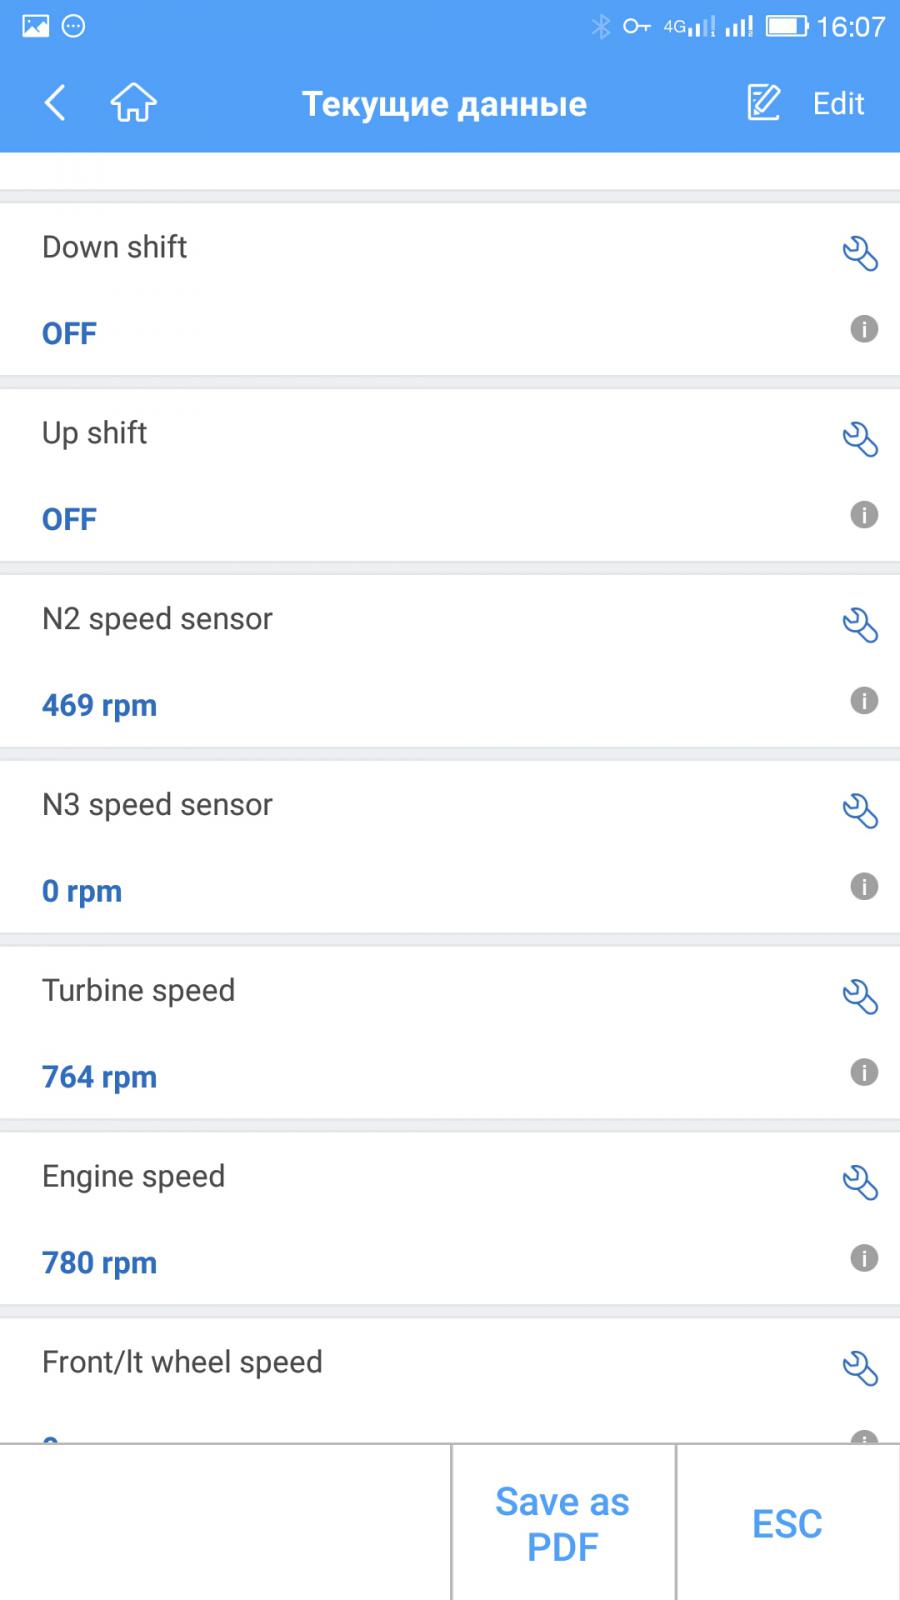 4G 16:07
Текущие данные Edit
Down shift
OFF
Up shift
OFF
N2 speed sensor
469 rpm
N3 speed sensor
0 rpm
Turbine speed
764 rpm
Engine speed
780 rpm
Front/lt wheel speed
Save as
PDF
ESC